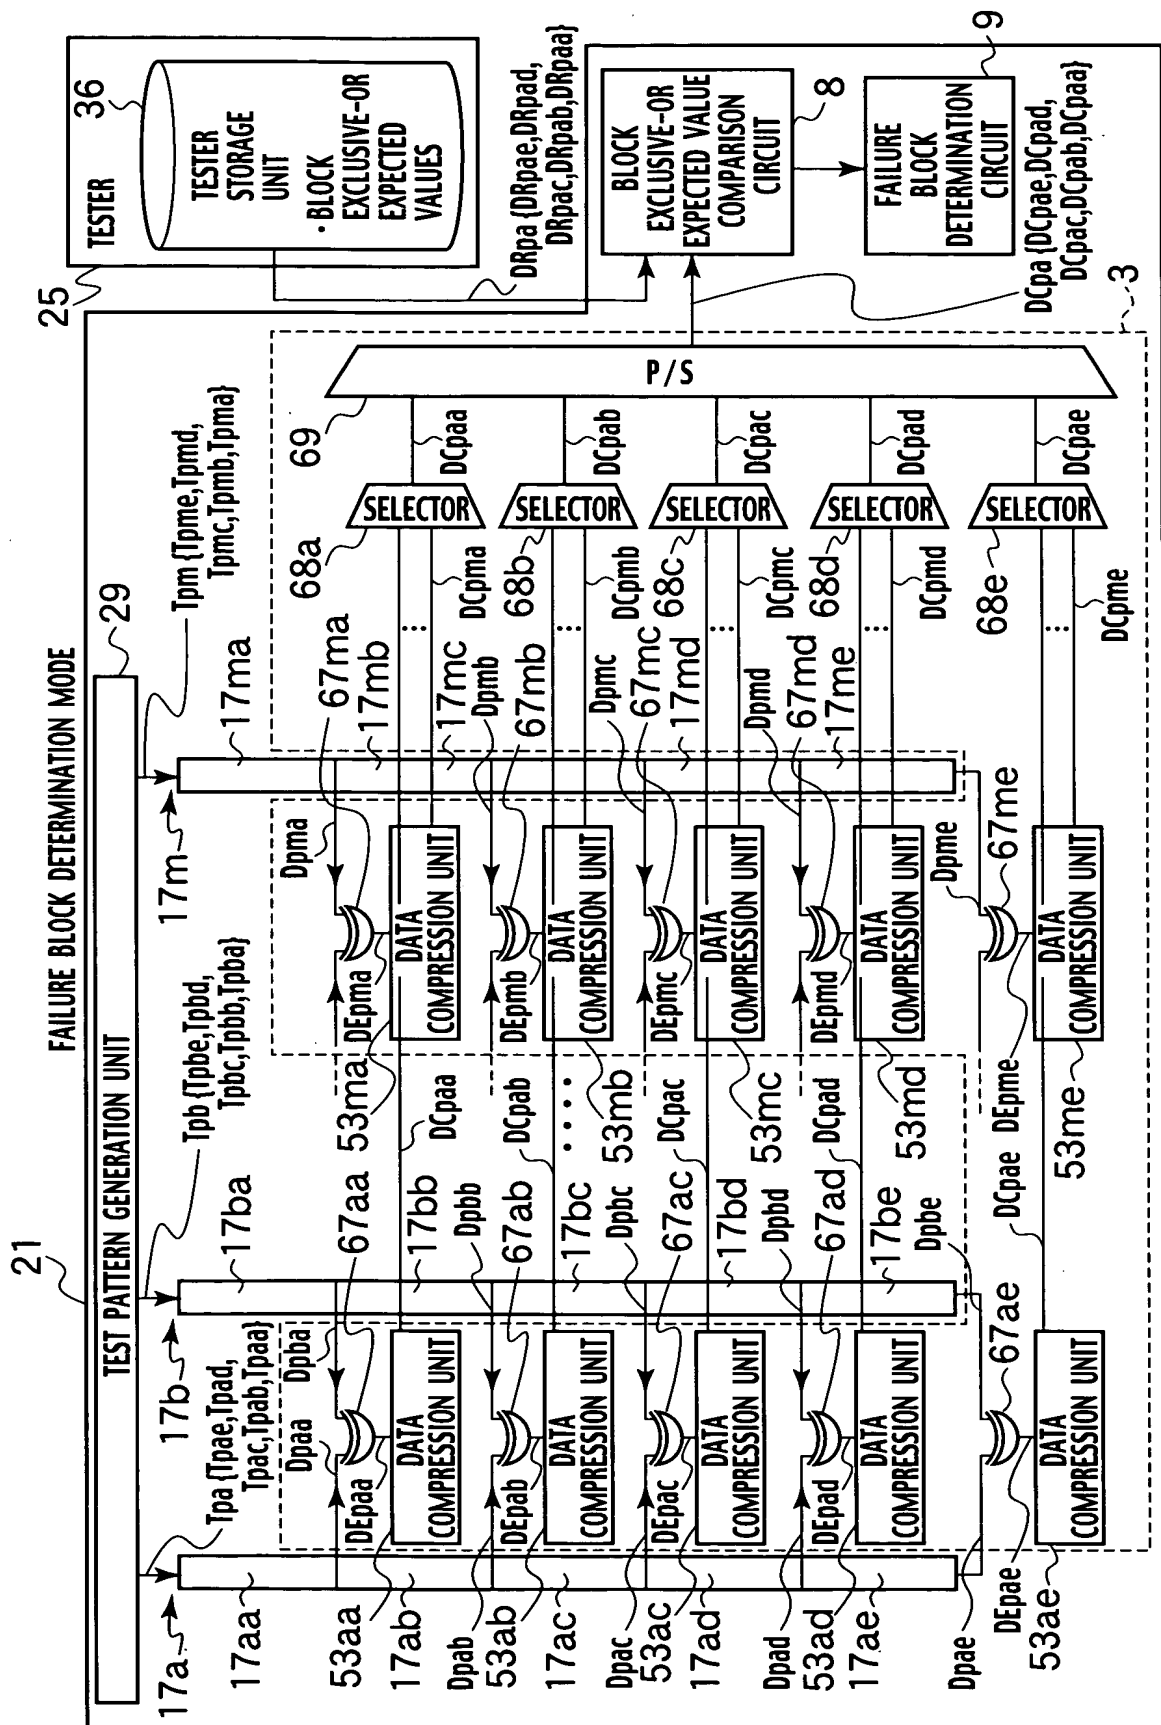 FAILURE BLOCK DETERMINATION MODE
21
TEST PATTERN GENERATION UNIT
29
25
TESTER
36
TESTER
STORAGE
UNIT
·BLOCK
EXCLUSIVE-OR
EXPECTED
VALUES
17a
Tpa {Tpae,Tpad,
Tpac,Tpab,Tpaa}
17b
Tpb {Tpbe,Tpbd,
Tpbc,Tpbb,Tpba}
17m
Tpm {Tpme,Tpmd,
Tpmc,Tpmb,Tpma}
DRpa {DRpae,DRpad,
DRpac,DRpab,DRpaa}
17aa
17ba
17ma
Dpaa
Dpba
Dpma
67aa
67ma
69
53aa
DEpaa
DATA
COMPRESSION UNIT
53ma
DEpma
DATA
COMPRESSION UNIT
DCpaa
68a
SELECTOR
DCpma
DCpaa
17ab
17bb
17mb
Dpab
Dpbb
Dpmb
67ab
67mb
53ab
DEpab
DATA
COMPRESSION UNIT
53mb
DEpmb
DATA
COMPRESSION UNIT
DCpab
68b
SELECTOR
DCpmb
DCpab
17ac
17bc
17mc
Dpac
Dpbc
Dpmc
67ac
67mc
53ac
DEpac
DATA
COMPRESSION UNIT
53mc
DEpmc
DATA
COMPRESSION UNIT
DCpac
68c
SELECTOR
DCpmc
DCpac
17ad
17bd
17md
Dpad
Dpbd
Dpmd
67ad
67md
53ad
DEpad
DATA
COMPRESSION UNIT
53md
DEpmd
DATA
COMPRESSION UNIT
DCpad
68d
SELECTOR
DCpmd
DCpad
17ae
17be
17me
Dpae
Dpbe
Dpme
67ae
67me
53ae
DEpae
DATA
COMPRESSION UNIT
53me
DEpme
DATA
COMPRESSION UNIT
DCpae
68e
SELECTOR
DCpme
DCpae
P/S
BLOCK
EXCLUSIVE-OR
EXPECTED VALUE
COMPARISON
CIRCUIT
8
FAILURE
BLOCK
DETERMINATION
CIRCUIT
9
DCpa {DCpae,DCpad,
DCpac,DCpab,DCpaa}
3